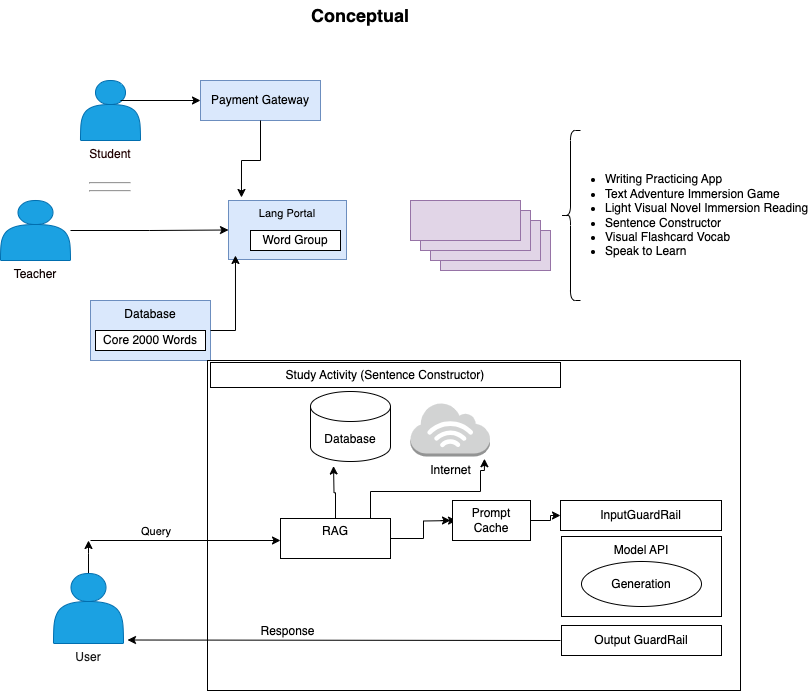 Conceptual
Payment Gateway
Student
Lang Portal
Word Group
Teacher
Writing Practicing App
Text Adventure Immersion Game
Light Visual Novel Immersion Reading
Sentence Constructor
Visual Flashcard Vocab
Speak to Learn
Database
Core 2000 Words
Study Activity (Sentence Constructor)
Database
Internet
Query
RAG
Prompt
Cache
InputGuardRail
Model API
Generation
User
Response
Output GuardRail